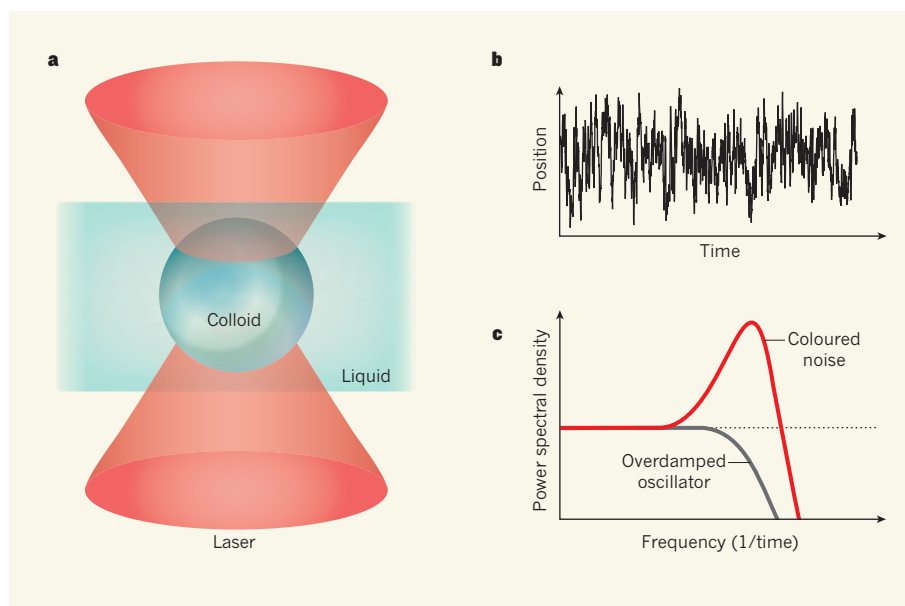 a
Colloid
Liquid
Laser
b
Position
Time
c
Power spectral density
Coloured
noise
Overdamped
oscillator
Frequency (1/time)